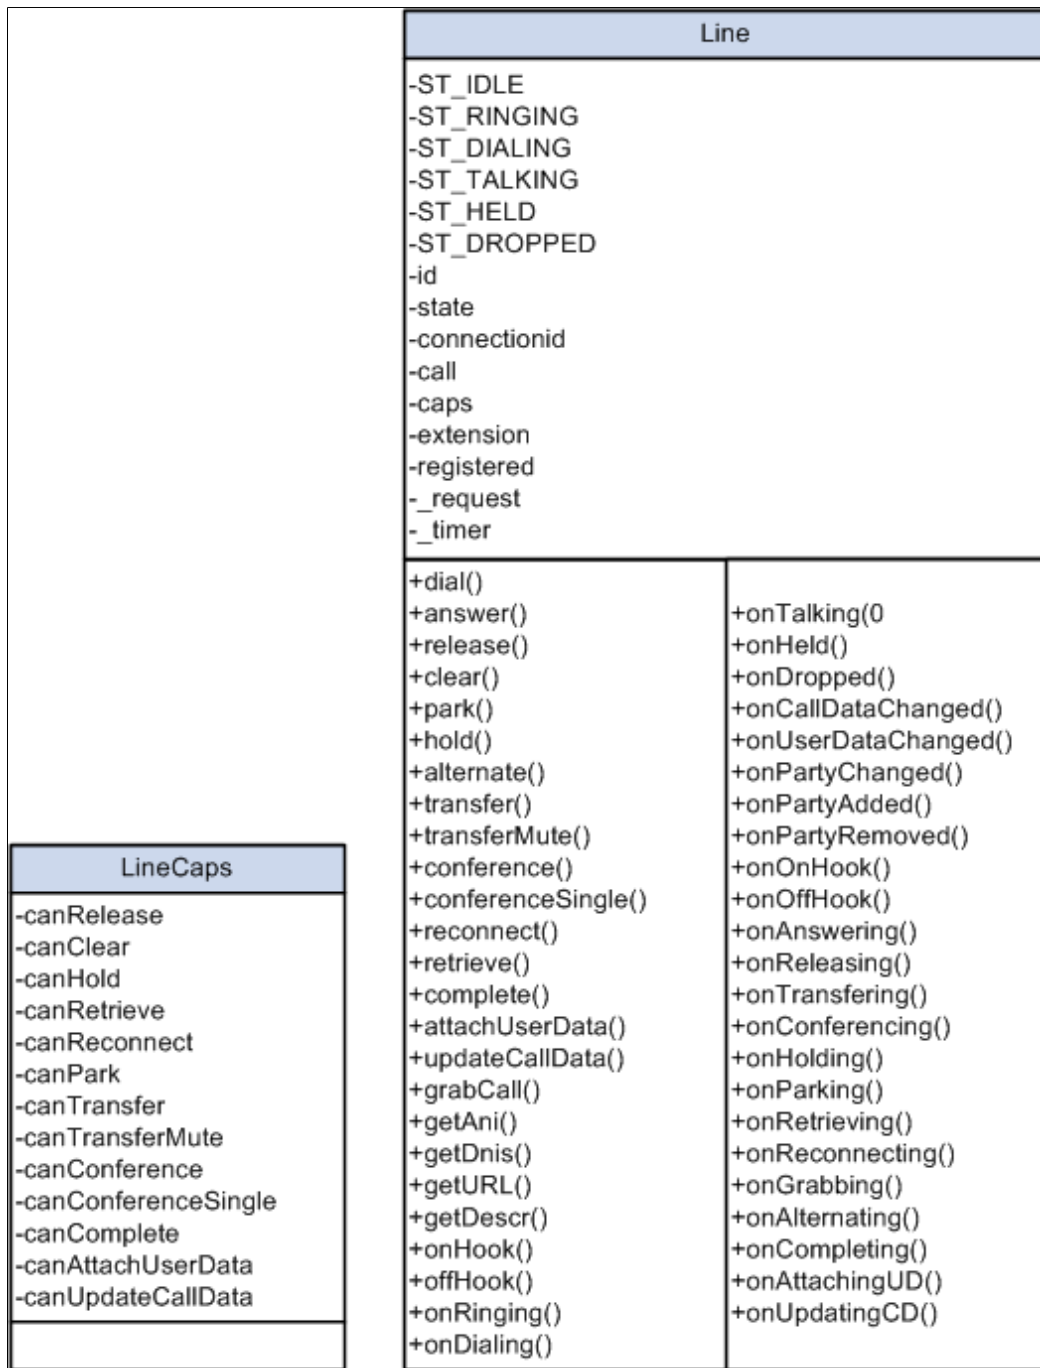 Line
-ST_IDLE
-ST_RINGING
-ST_DIALING
-ST_TALKING
-ST_HELD
-ST_DROPPED
-id
-state
-connectionid
-call
-caps
-extension
-registered
-_request
-_timer
+dial()
+answer()
+release()
+clear()
+park()
+hold()
+alternate()
+transfer()
+transferMute()
+conference()
+conferenceSingle()
+reconnect()
+retrieve()
+complete()
+attachUserData()
+updateCallData()
+grabCall()
+getAni()
+getDnis()
+getURL()
+getDescr()
+onHook()
+offHook()
+onRinging()
+onDialing()
+onTalking(0
+onHeld()
+onDropped()
+onCallDataChanged()
+onUserDataChanged()
+onPartyChanged()
+onPartyAdded()
+onPartyRemoved()
+onOnHook()
+onOffHook()
+onAnswering()
+onReleasing()
+onTransfering()
+onConferencing()
+onHolding()
+onParking()
+onRetrieving()
+onReconnecting()
+onGrabbing()
+onAlternating()
+onCompleting()
+onAttachingUD()
+onUpdatingCD()
LineCaps
-canRelease
-canClear
-canHold
-canRetrieve
-canReconnect
-canPark
-canTransfer
-canTransferMute
-canConference
-canConferenceSingle
-canComplete
-canAttachUserData
-canUpdateCallData